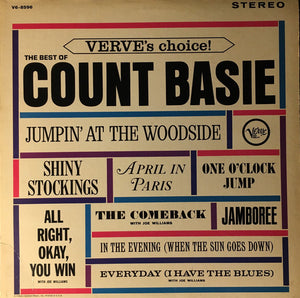 V6-8596
STEREO
VERVE's choice!
THE BEST OF
COUNT BASIE
JUMPIN' AT THE WOODSIDE
Verve
SHINY
STOCKINGS
APRIL IN
PARIS
ONE O'CLOCK
JUMP
ALL
RIGHT,
OKAY,
YOU WIN
WITH JOE WILLIAMS
THE COMEBACK
WITH JOE WILLIAMS
JAMBOREE
IN THE EVENING (WHEN THE SUN GOES DOWN)
EVERYDAY (I HAVE THE BLUES)
WITH JOE WILLIAMS